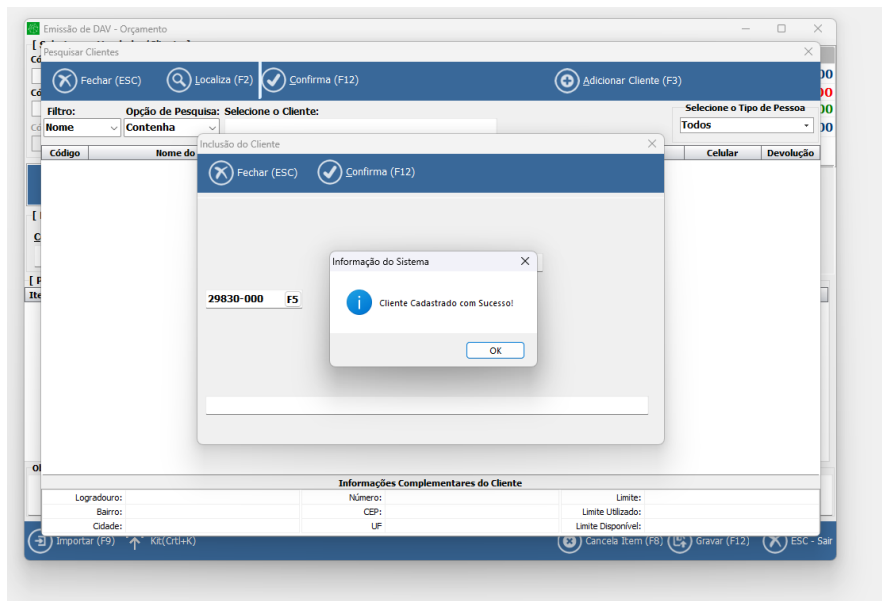 Emissão de DAV - Orçamento
Pesquisar Clientes
Fechar (ESC) Localiza (F2) Confirma (F12) Adicionar Cliente (F3)
Filtro: Opção de Pesquisa: Selecione o Cliente: Selecione o Tipo de Pessoa
Nome Contenha Todos
Código Nome do Celular Devolução
Inclusão do Cliente
Fechar (ESC) Confirma (F12)
29830-000 F5
Informação do Sistema
Cliente Cadastrado com Sucesso!
OK
Informações Complementares do Cliente
Logradouro: Número: Limite:
Bairro: CEP: Limite Utilizado:
Cidade: UF Limite Disponível:
Importar (F9) Kit(Crtl+K) Cancela Item (F8) Gravar (F12) ESC - Sair